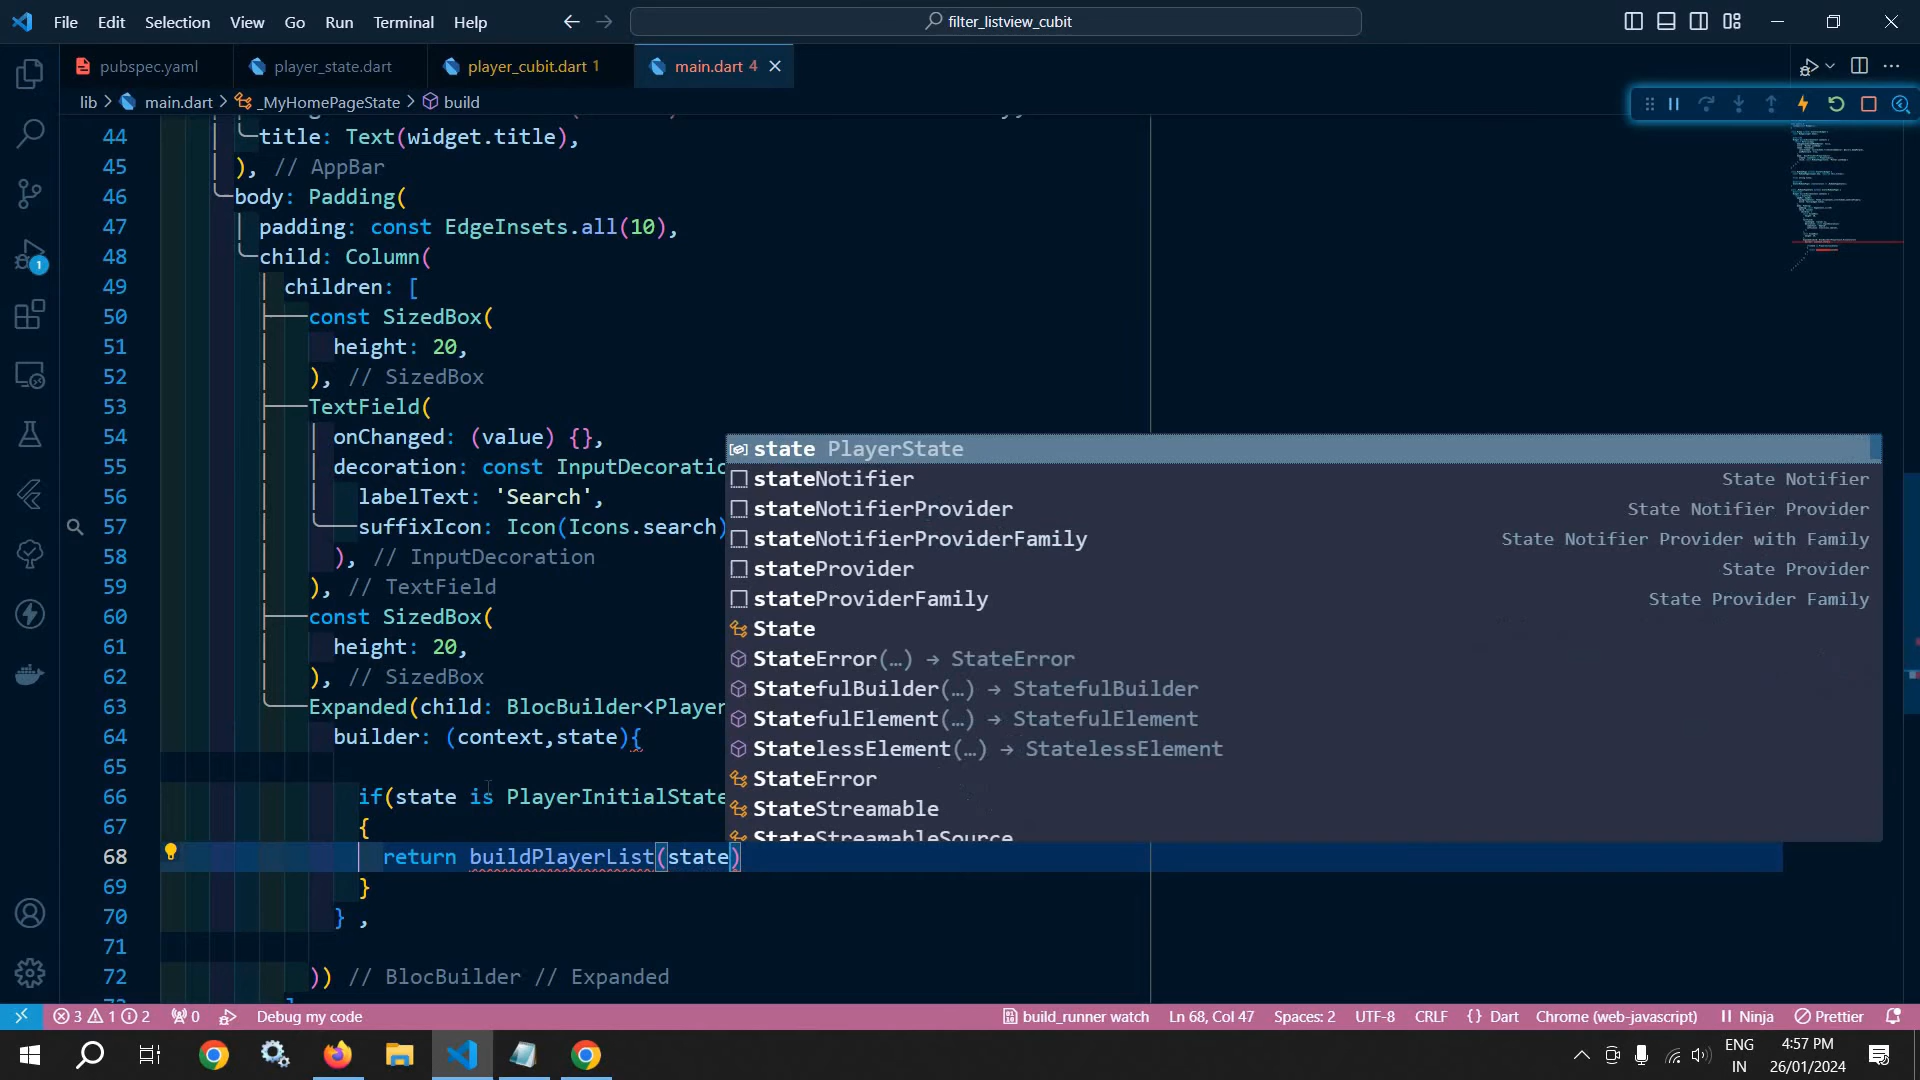 File Edit Selection View Go Run Terminal Help
filter_listview_cubit
pubspec.yaml
player_state.dart
player_cubit.dart 1
main.dart 4
lib > main.dart > _MyHomePageState > build
44 title: Text(widget.title),
45 ), // AppBar
46 body: Padding(
47 padding: const EdgeInsets.all(10),
48 child: Column(
49 children: [
50 const SizedBox(
51 height: 20,
52 ), // SizedBox
53 TextField(
54 onChanged: (value) {},
55 decoration: const InputDecoratio
56 labelText: 'Search',
57 suffixIcon: Icon(Icons.search)
58 ), // InputDecoration
59 ), // TextField
60 const SizedBox(
61 height: 20,
62 ), // SizedBox
63 Expanded(child: BlocBuilder<Player
64 builder: (context,state){
65
66 if(state is PlayerInitialState
67 {
68 return buildPlayerList(state)
69 }
70 } ,
71
72 )) // BlocBuilder // Expanded
state PlayerState
stateNotifier State Notifier
stateNotifierProvider State Notifier Provider
stateNotifierProviderFamily State Notifier Provider with Family
stateProvider State Provider
stateProviderFamily State Provider Family
State
StateError(…) → StateError
StatefulBuilder(…) → StatefulBuilder
StatefulElement(…) → StatefulElement
StatelessElement(…) → StatelessElement
StateError
StateStreamable
StateStreamableSource
1
3 1 2 0 Debug my code build_runner watch Ln 68, Col 47 Spaces: 2 UTF-8 CRLF {} Dart Chrome (web-javascript) Ninja Prettier
ENG
IN
4:57 PM
26/01/2024